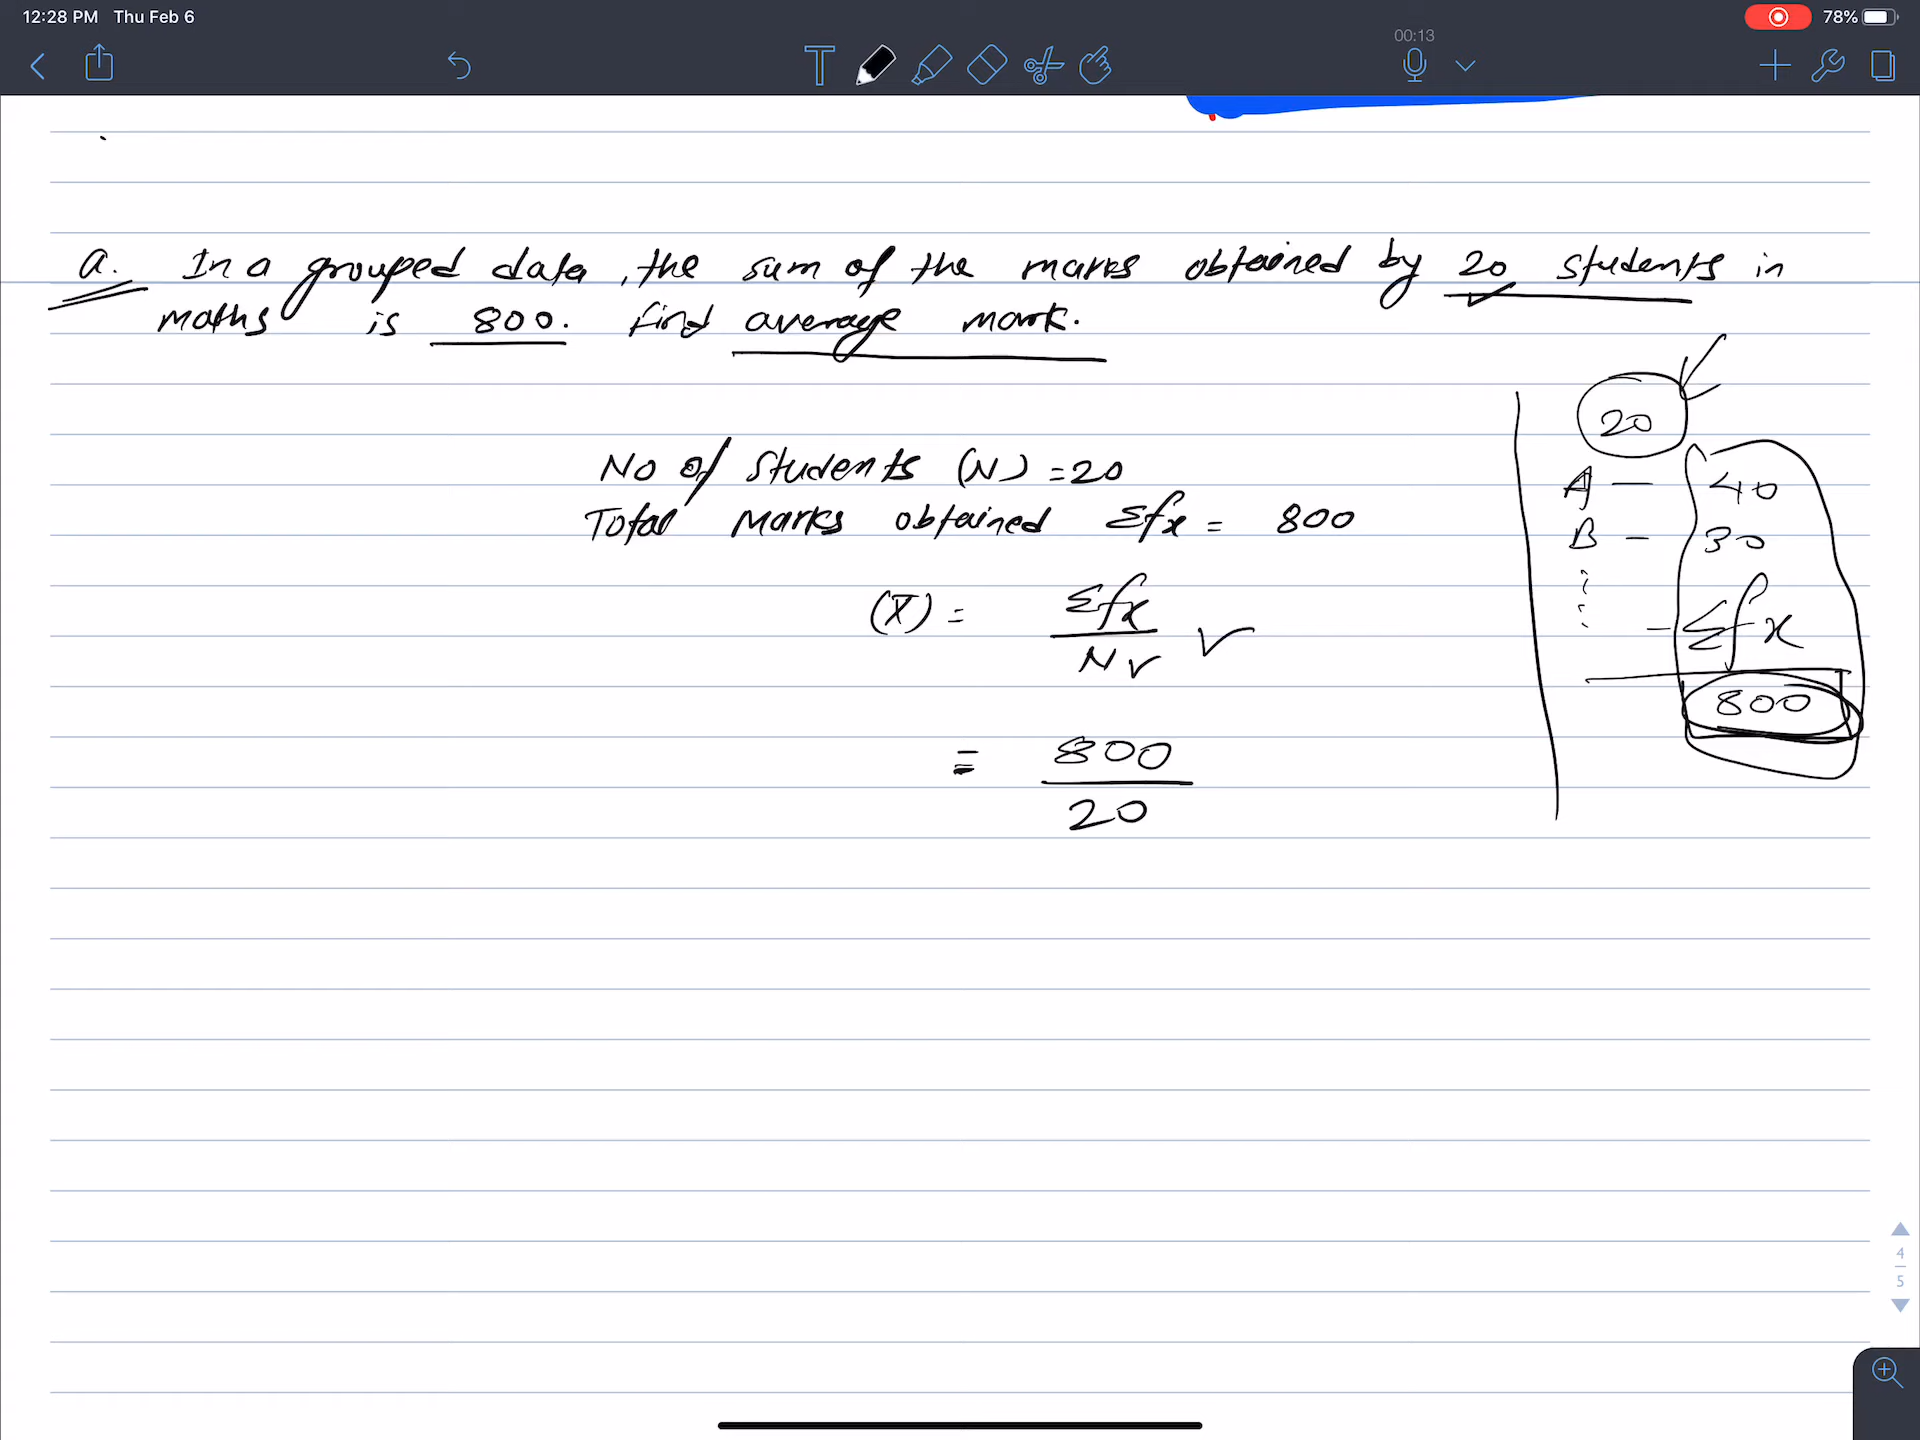 12:28 PM Thu Feb 6
78%
00:13
a. In a grouped data, the sum of the marks obtained by 20 students in
maths is 800. find average mark.
20
No of students (N) = 20
A — 40
Total Marks obtained Σfx = 800
B — 30
(X̄) = Σfx / N
Σfx
800
= 800 / 20
4
5